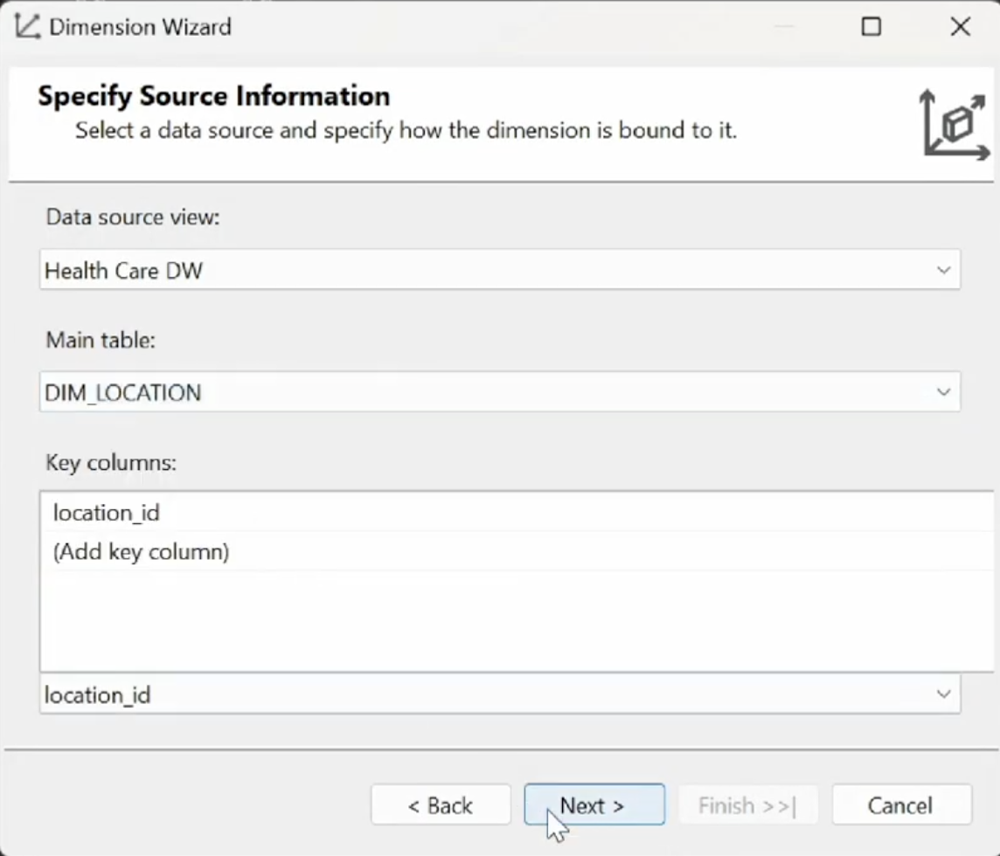 Dimension Wizard
Specify Source Information
Select a data source and specify how the dimension is bound to it.
Data source view:
Health Care DW
Main table:
DIM_LOCATION
Key columns:
location_id
(Add key column)
location_id
< Back Next > Finish >>| Cancel